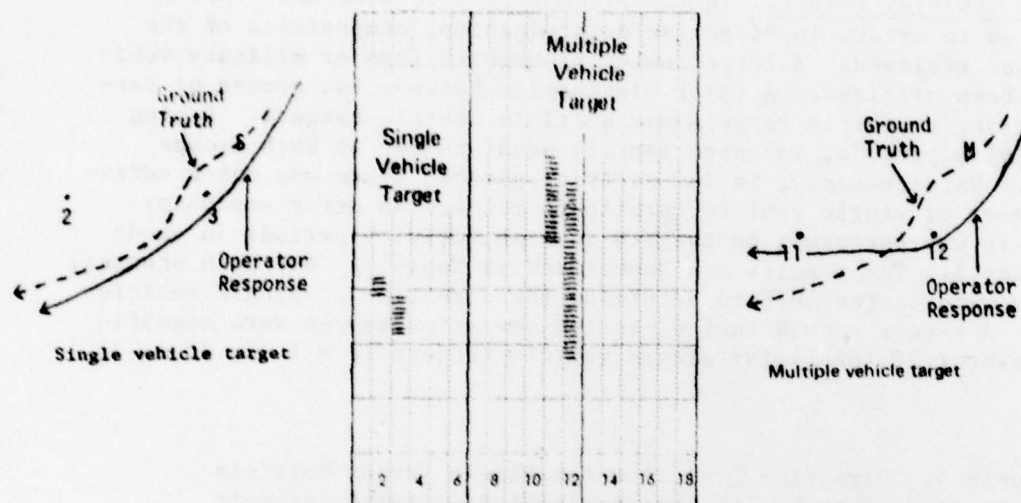 Ground
Truth
S
2
3
Operator
Response
Single vehicle target
Single
Vehicle
Target
Multiple
Vehicle
Target
2 4 6 8 10 12 14 16 18
Ground
Truth
M
11
12
Operator
Response
Multiple vehicle target